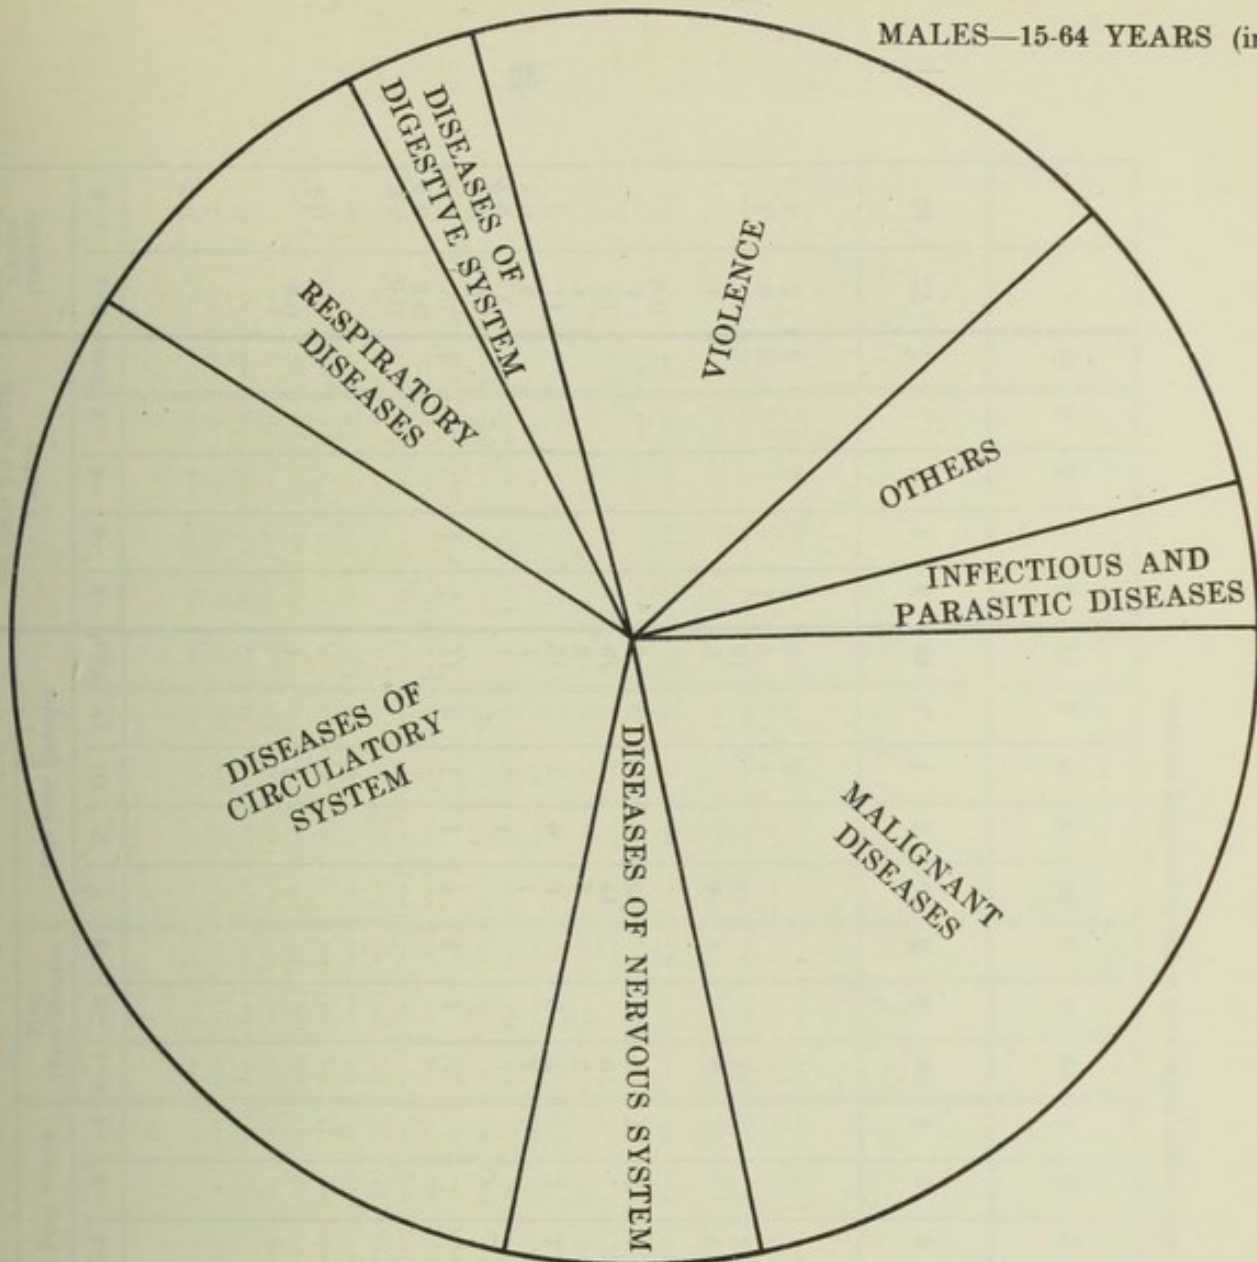 MALES—15-64 YEARS (in
DISEASES OF
DIGESTIVE SYSTEM
VIOLENCE
RESPIRATORY
DISEASES
OTHERS
INFECTIOUS AND
PARASITIC DISEASES
DISEASES OF
CIRCULATORY
SYSTEM
DISEASES OF NERVOUS SYSTEM
MALIGNANT
DISEASES